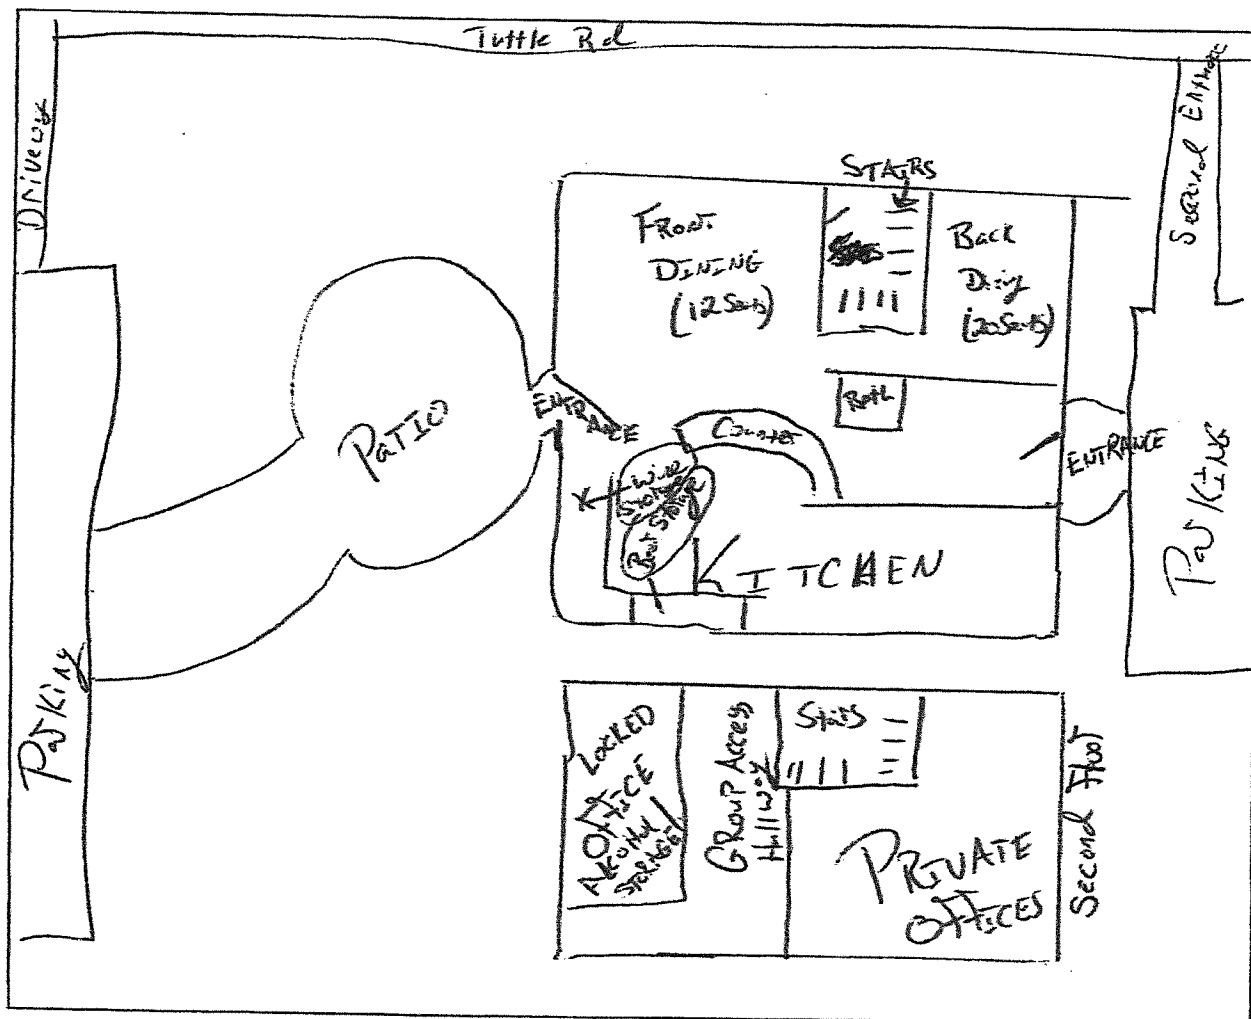 Tuttle Rd
Driveway
Second Entrance
STAIRS
FRONT
DINING
(12 Seats)
Back
Dining
(20 Seats)
Bath
Counter
ENTRANCE
ENTRANCE
PATIO
Wine
Storage
Storage
KITCHEN
Parking
PARKING
LOCKED
OFFICE
ALCOHOL
STORAGE
GROUP Access
Hallway
Stairs
PRIVATE
OFFICES
Second Floor